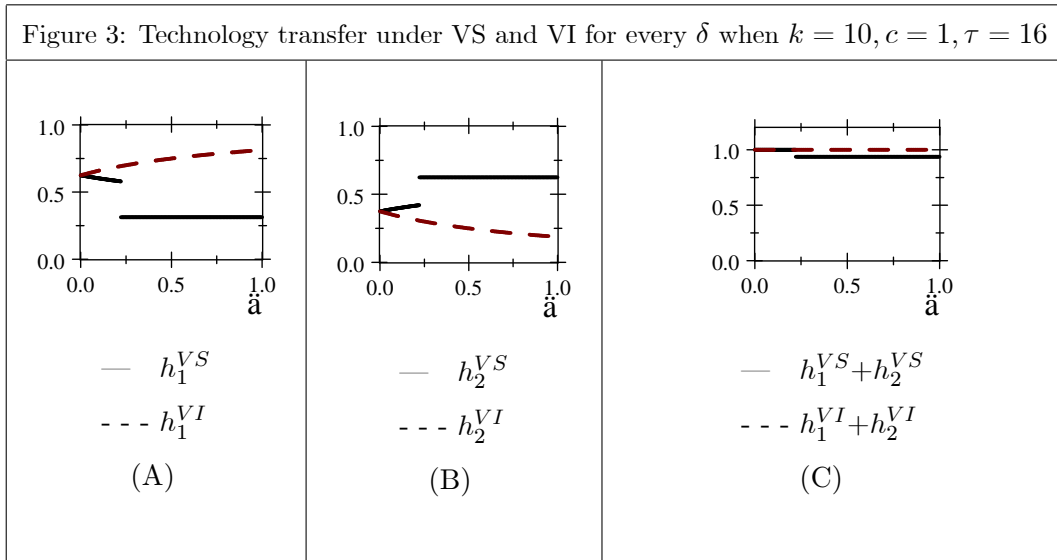 Figure 3: Technology transfer under VS and VI for every δ when k = 10, c = 1, τ = 16
1.0
0.5
0.0
0.0 0.5 1.0
ä
— h_1^{VS}
- - - h_1^{VI}
(A)
1.0
0.5
0.0
0.0 0.5 1.0
ä
— h_2^{VS}
- - - h_2^{VI}
(B)
1.0
0.5
0.0
0.0 0.5 1.0
ä
— h_1^{VS}+h_2^{VS}
- - - h_1^{VI}+h_2^{VI}
(C)